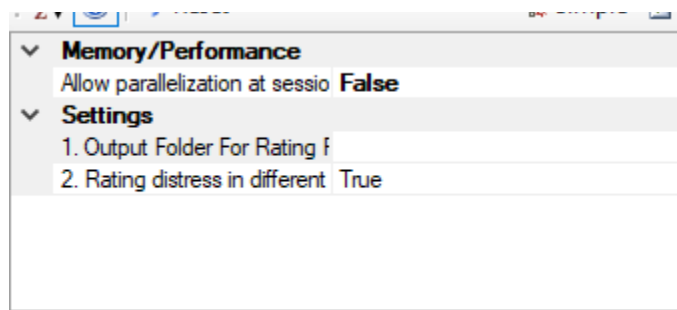 Memory/Performance
Allow parallelization at sessio False
Settings
1. Output Folder For Rating F
2. Rating distress in different True